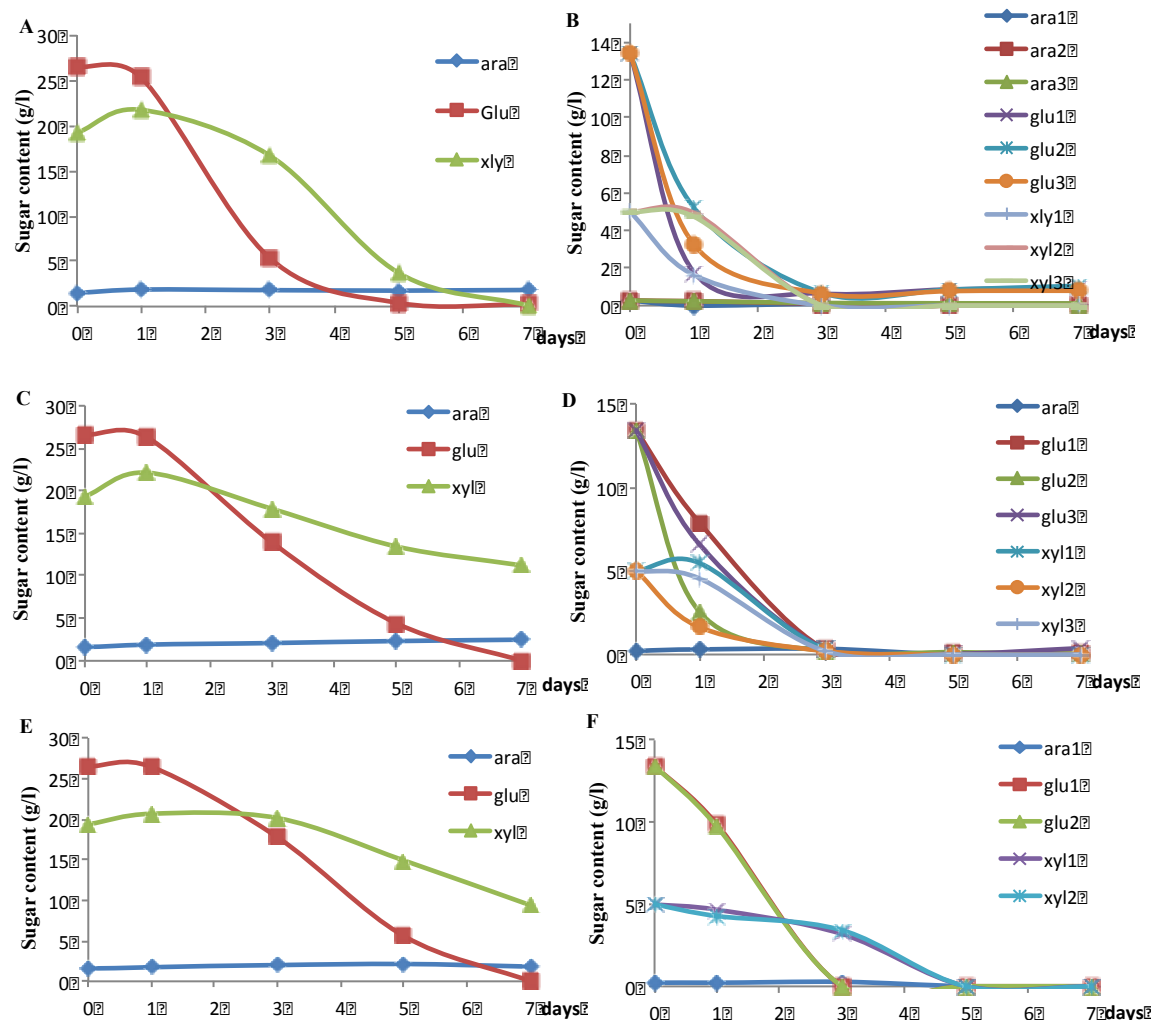 A
Sugar content (g/l)
30
25
20
15
10
5
0
0 1 2 3 4 5 6 7
days
ara
Glu
xly
B
Sugar content (g/l)
14
12
10
8
6
4
2
0
0 1 2 3 4 5 6 7
days
ara1
ara2
ara3
glu1
glu2
glu3
xly1
xyl2
xyl3
C
Sugar content (g/l)
30
25
20
15
10
5
0
0 1 2 3 4 5 6 7
days
ara
glu
xyl
D
Sugar content (g/l)
15
10
5
0
0 1 2 3 4 5 6 7
days
ara
glu1
glu2
glu3
xyl1
xyl2
xyl3
E
Sugar content (g/l)
30
25
20
15
10
5
0
0 1 2 3 4 5 6 7
days
ara
glu
xyl
F
Sugar content (g/l)
15
10
5
0
0 1 2 3 4 5 6 7
days
ara1
glu1
glu2
xyl1
xyl2